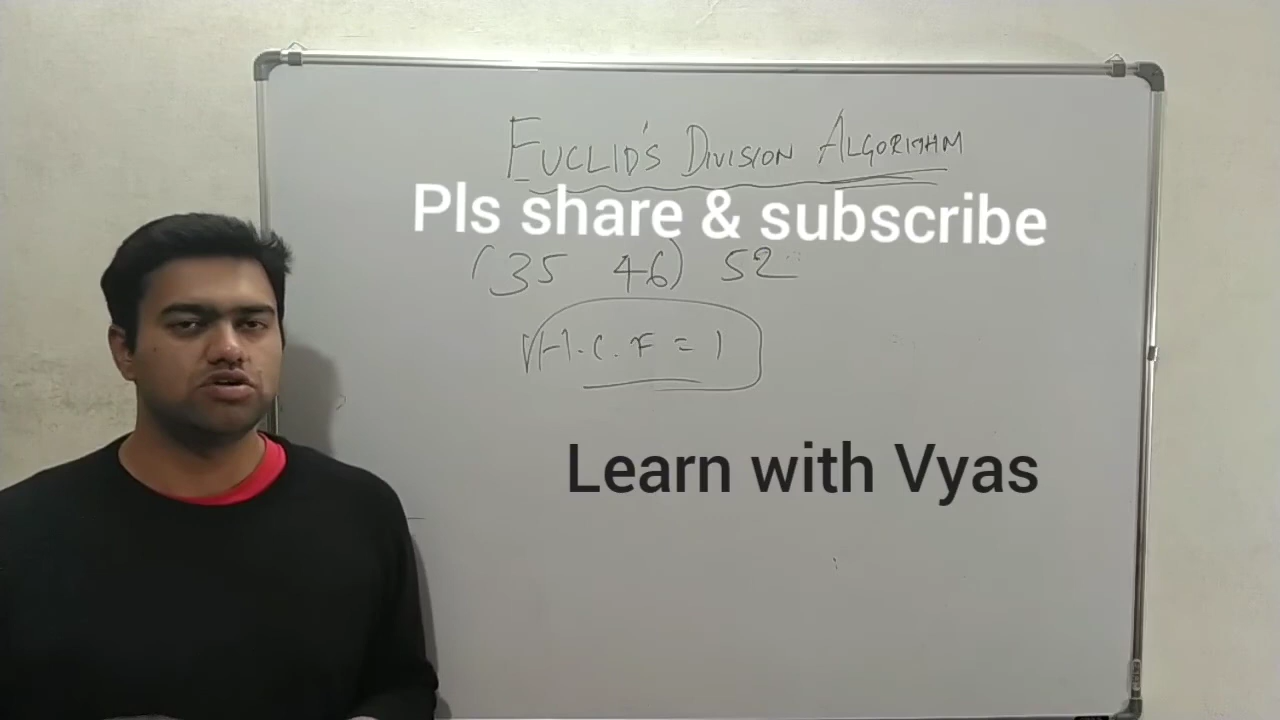 EUCLID'S DIVISION ALGORITHM
Pls share & subscribe
(35 46) 52
H.C.F = 1
Learn with Vyas